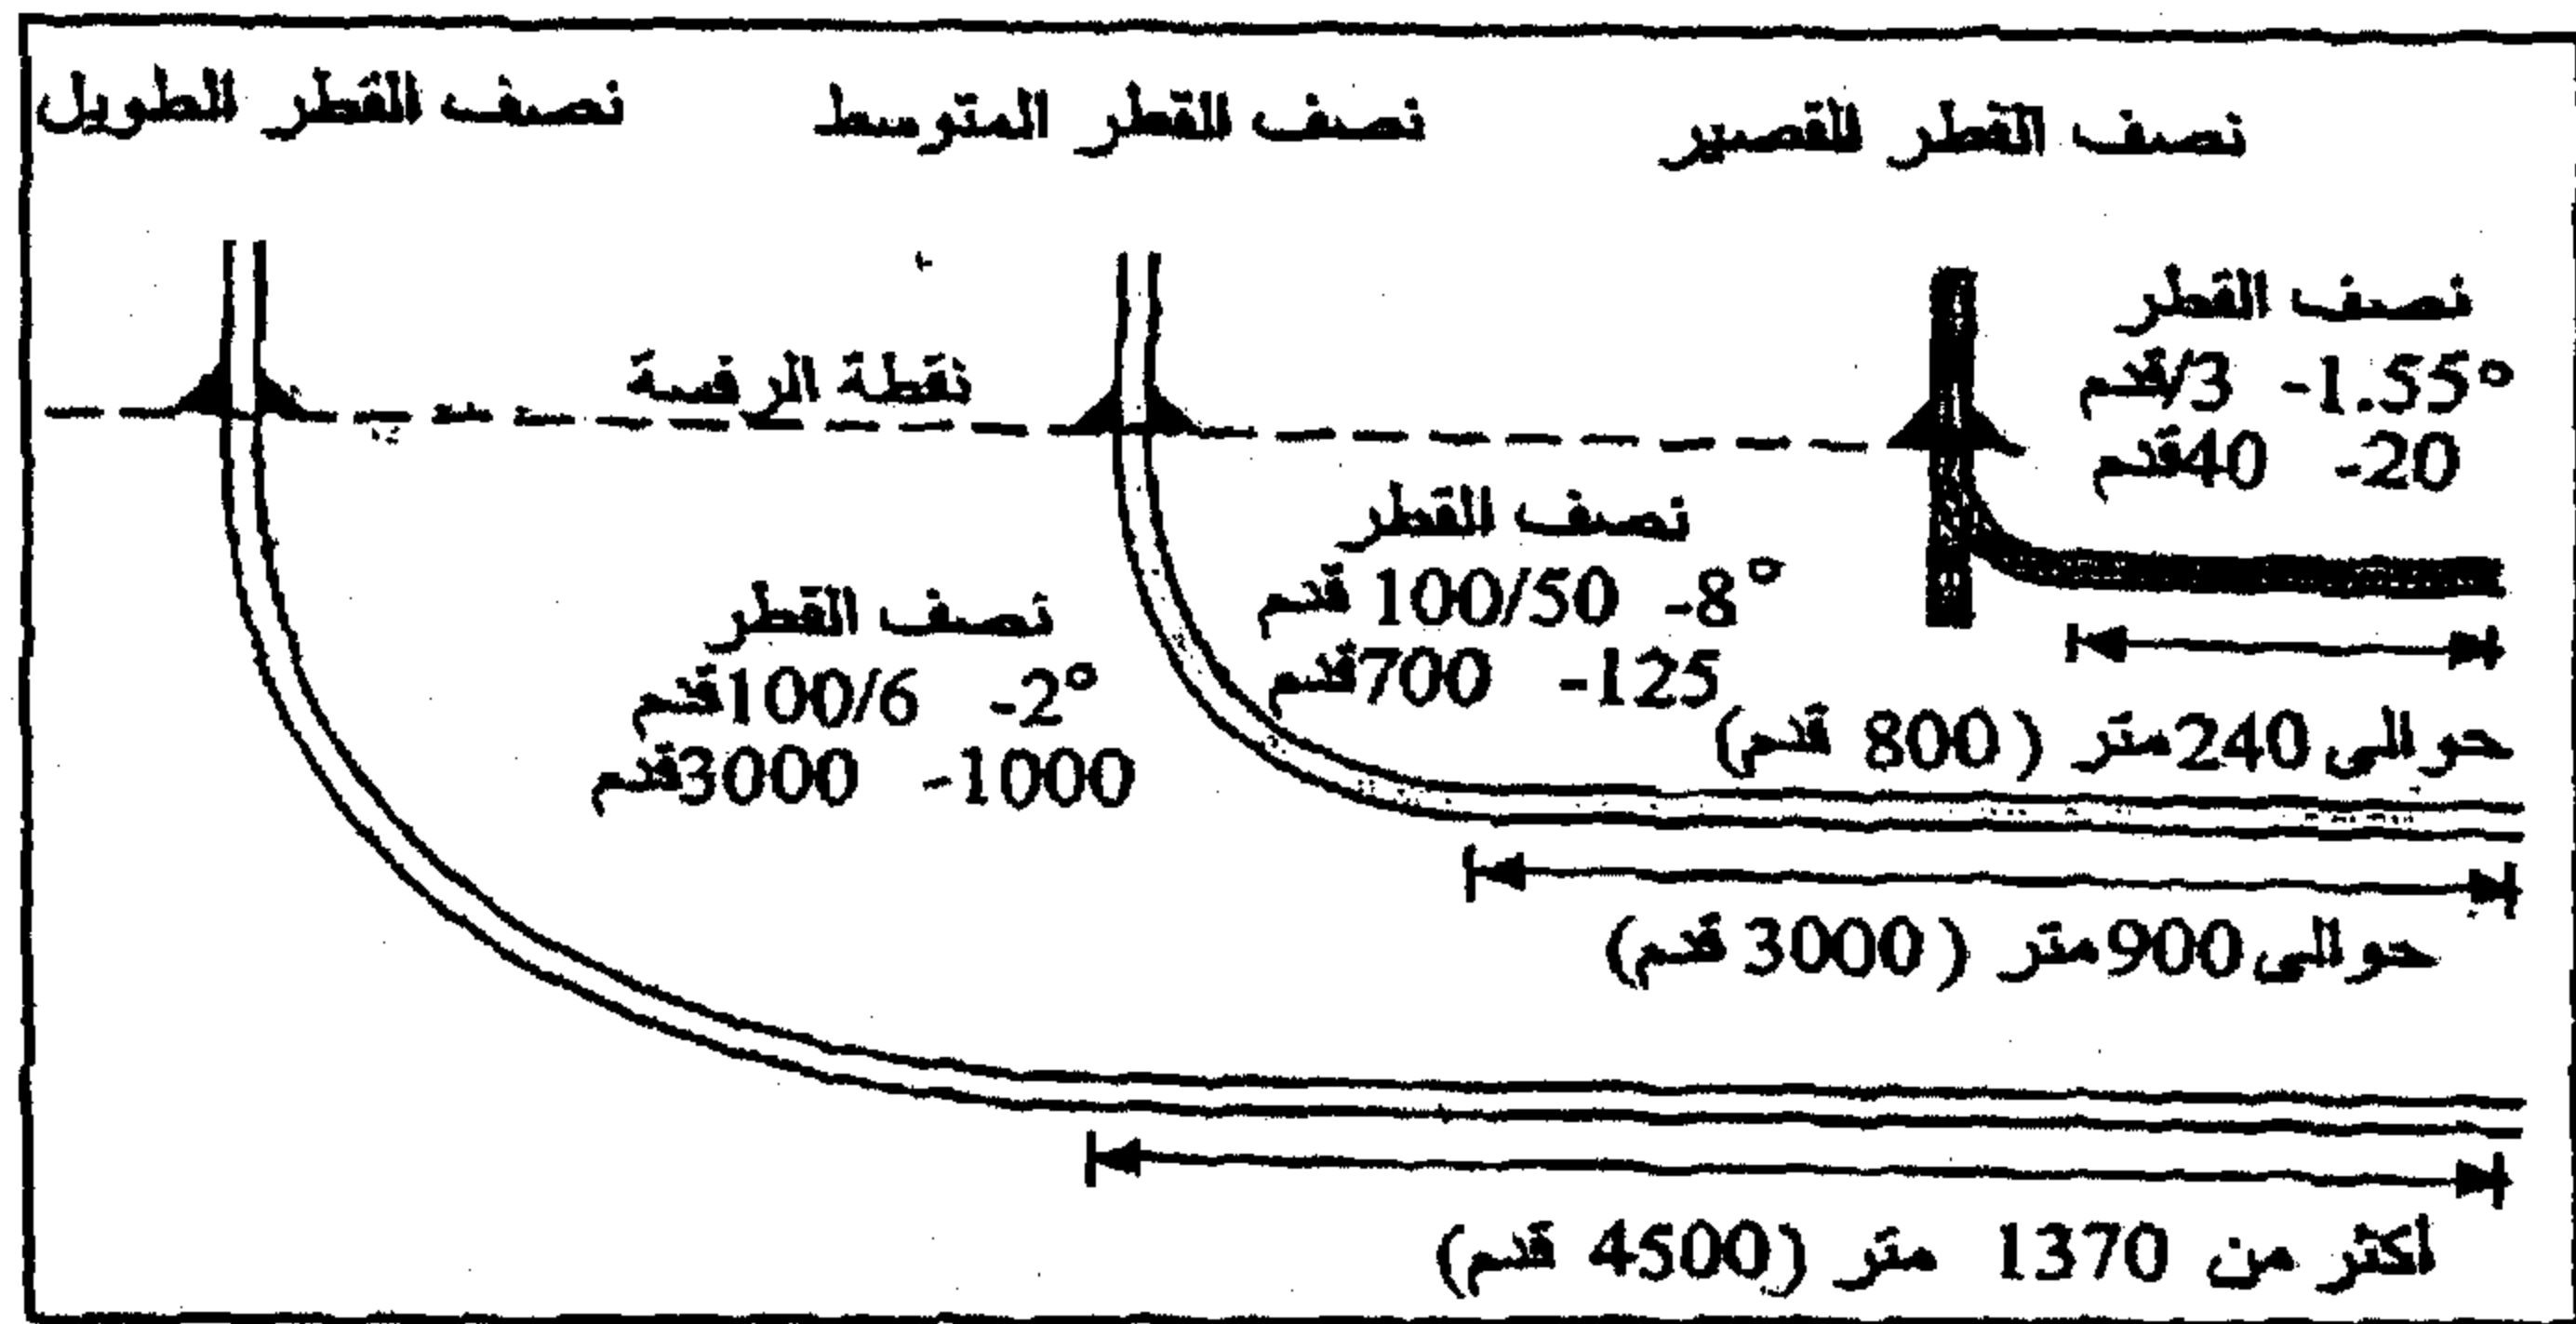 نصف القطر القصير
نصف القطر المتوسط
نصف القطر الطويل
نصف القطر
1.55°- 3/قدم
20- 40قدم
نقطة الرفسة
نصف القطر
8°- 100/50 قدم
125- 700قدم
نصف القطر
2°- 100/6قدم
1000- 3000قدم
حوالى 240متر (800 قدم)
حوالى 900متر (3000 قدم)
أكثر من 1370 متر (4500 قدم)